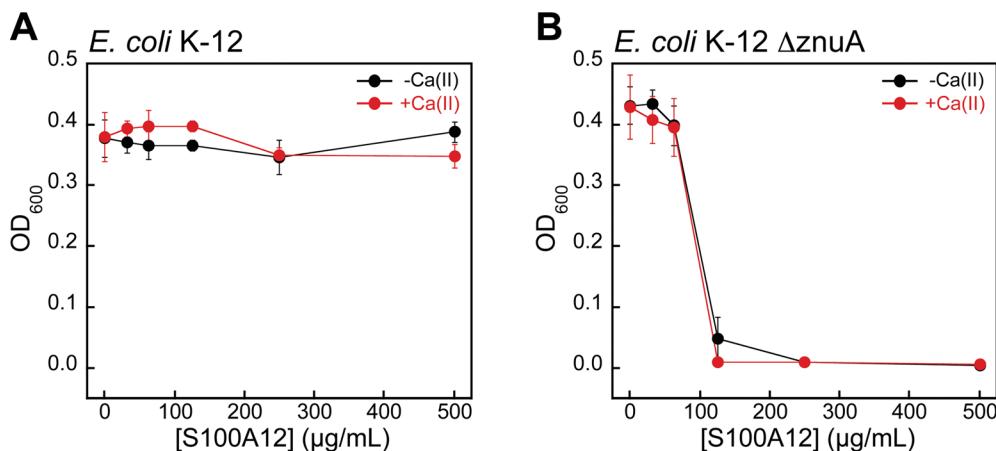 A
E. coli K-12
0.5
0.4
0.3
0.2
0.1
0.0
OD600
-Ca(II)
+Ca(II)
0 100 200 300 400 500
[S100A12] (µg/mL)
B
E. coli K-12 ΔznuA
0.5
0.4
0.3
0.2
0.1
0.0
OD600
-Ca(II)
+Ca(II)
0 100 200 300 400 500
[S100A12] (µg/mL)